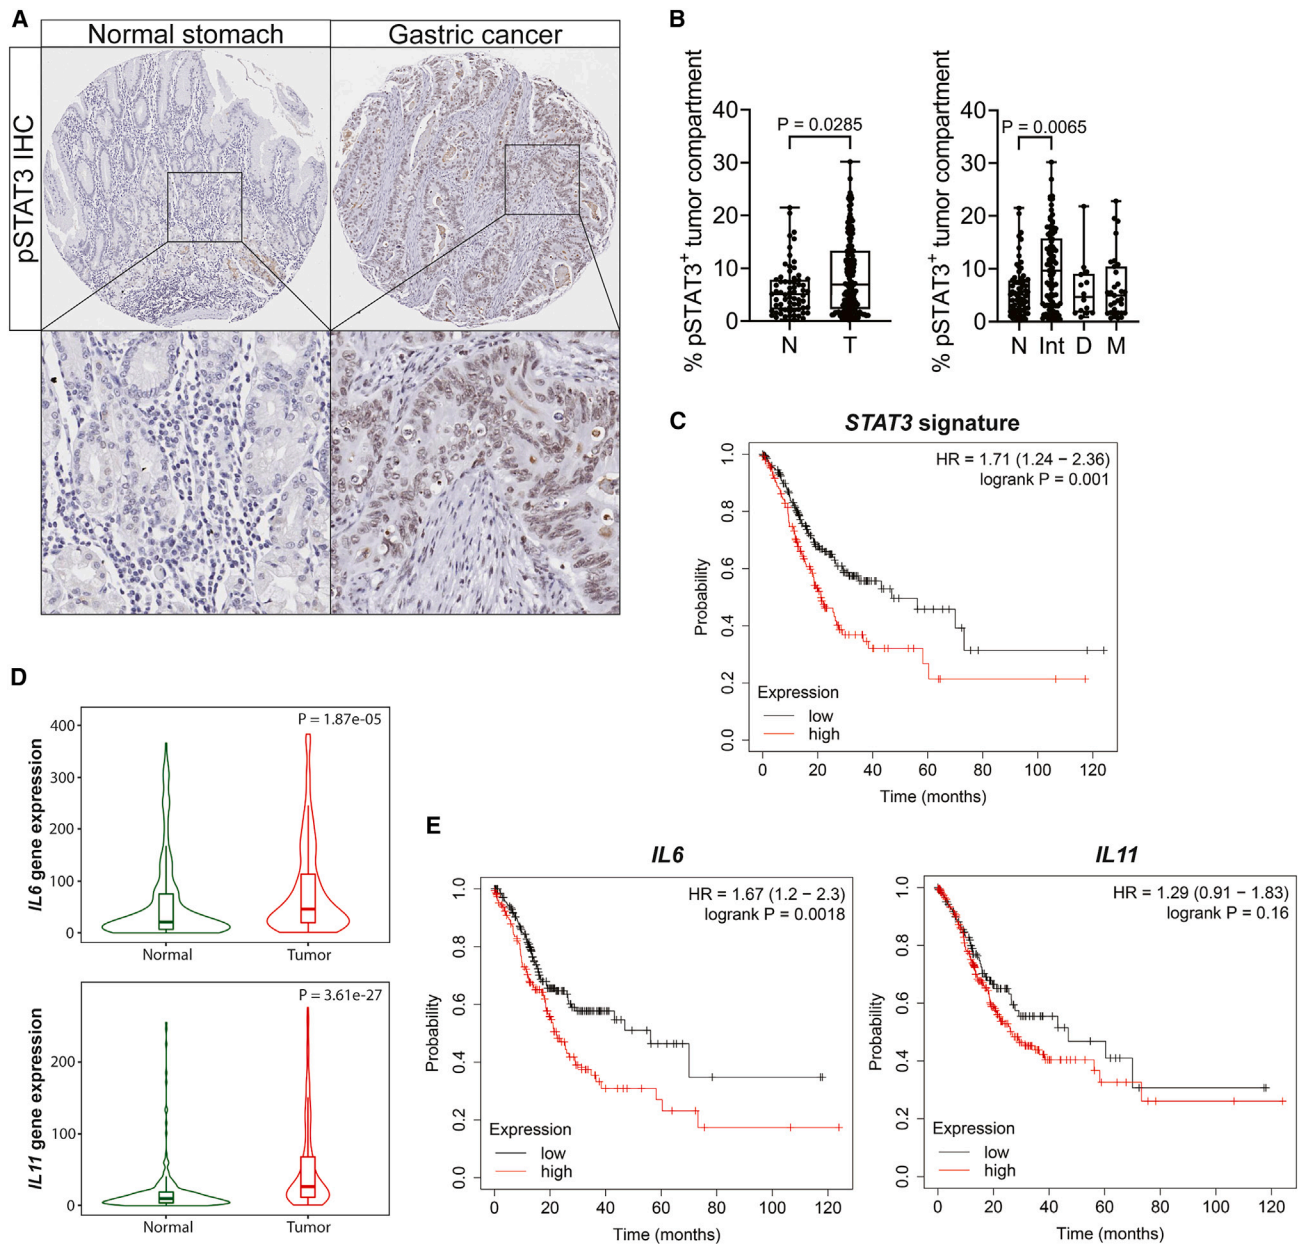 A
Normal stomach
Gastric cancer
pSTAT3 IHC
B
% pSTAT3+ tumor compartment
40
30
20
10
0
P = 0.0285
N
T
% pSTAT3+ tumor compartment
40
30
20
10
0
P = 0.0065
N
Int
D
M
C
STAT3 signature
HR = 1.71 (1.24 − 2.36)
logrank P = 0.001
Probability
1.0
0.8
0.6
0.4
0.2
0.0
Expression
low
high
0
20
40
60
80
100
120
Time (months)
D
IL6 gene expression
400
300
200
100
0
P = 1.87e-05
Normal
Tumor
IL11 gene expression
200
100
0
P = 3.61e-27
Normal
Tumor
E
IL6
HR = 1.67 (1.2 − 2.3)
logrank P = 0.0018
Probability
1.0
0.8
0.6
0.4
0.2
0.0
Expression
low
high
0
20
40
60
80
100
120
Time (months)
IL11
HR = 1.29 (0.91 − 1.83)
logrank P = 0.16
Probability
1.0
0.8
0.6
0.4
0.2
0.0
Expression
low
high
0
20
40
60
80
100
120
Time (months)